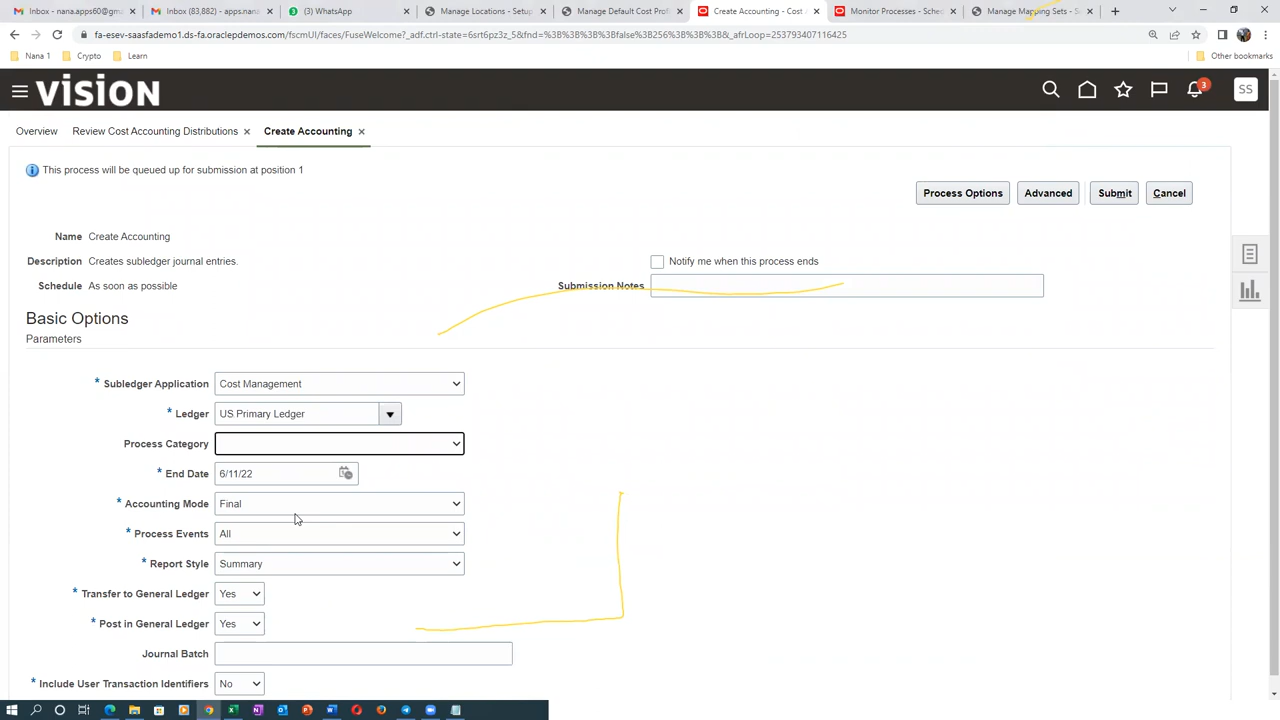 Inbox - nana.apps60@gma
Inbox (83,882) - apps.nana
(3) WhatsApp
Manage Locations - Setup
Manage Default Cost Profi
Create Accounting - Cost
Monitor Processes - Sched
Manage Mapping Sets - S
fa-esev-saasfademo1.ds-fa.oraclepdemos.com/fscmUI/faces/FuseWelcome?_adf.ctrl-state=6srt6pz3z_5&fnd=%3B%3B%3B%3Bfalse%3B256%3B%3B%3B&_afrLoop=253793407116425
Nana 1
Crypto
Learn
Other bookmarks
VISION
3
SS
Overview
Review Cost Accounting Distributions
Create Accounting
This process will be queued up for submission at position 1
Process Options
Advanced
Submit
Cancel
Name Create Accounting
Description Creates subledger journal entries.
Notify me when this process ends
Schedule As soon as possible
Submission Notes
Basic Options
Parameters
* Subledger Application Cost Management
* Ledger US Primary Ledger
Process Category
* End Date 6/11/22
* Accounting Mode Final
* Process Events All
* Report Style Summary
* Transfer to General Ledger Yes
* Post in General Ledger Yes
Journal Batch
* Include User Transaction Identifiers No